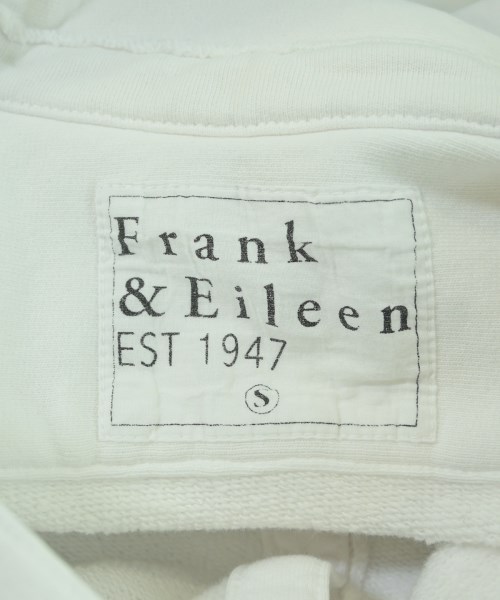 Frank
& Eileen
EST 1947
S